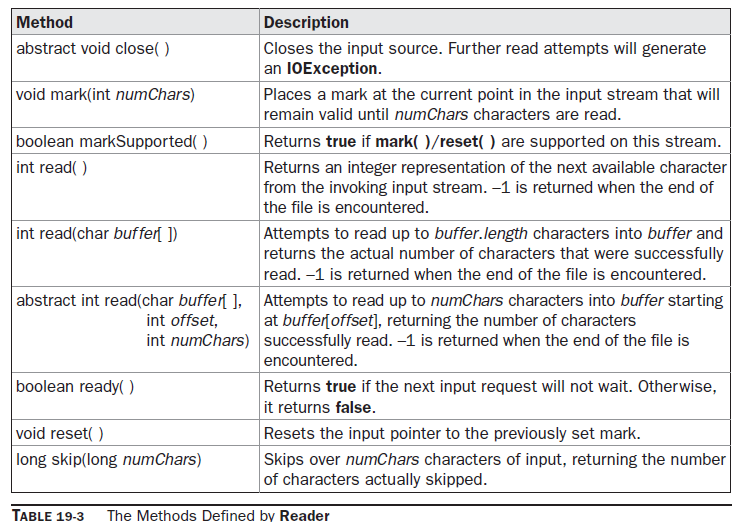 Method Description
abstract void close( ) Closes the input source. Further read attempts will generate
an IOException.
void mark(int numChars) Places a mark at the current point in the input stream that will
remain valid until numChars characters are read.
boolean markSupported( ) Returns true if mark( )/reset( ) are supported on this stream.
int read( ) Returns an integer representation of the next available character
from the invoking input stream. –1 is returned when the end of
the file is encountered.
int read(char buffer[ ]) Attempts to read up to buffer.length characters into buffer and
returns the actual number of characters that were successfully
read. –1 is returned when the end of the file is encountered.
abstract int read(char buffer[ ], Attempts to read up to numChars characters into buffer starting
int offset, at buffer[offset], returning the number of characters
int numChars) successfully read. –1 is returned when the end of the file is
encountered.
boolean ready( ) Returns true if the next input request will not wait. Otherwise,
it returns false.
void reset( ) Resets the input pointer to the previously set mark.
long skip(long numChars) Skips over numChars characters of input, returning the number
of characters actually skipped.
TABLE 19-3 The Methods Defined by Reader